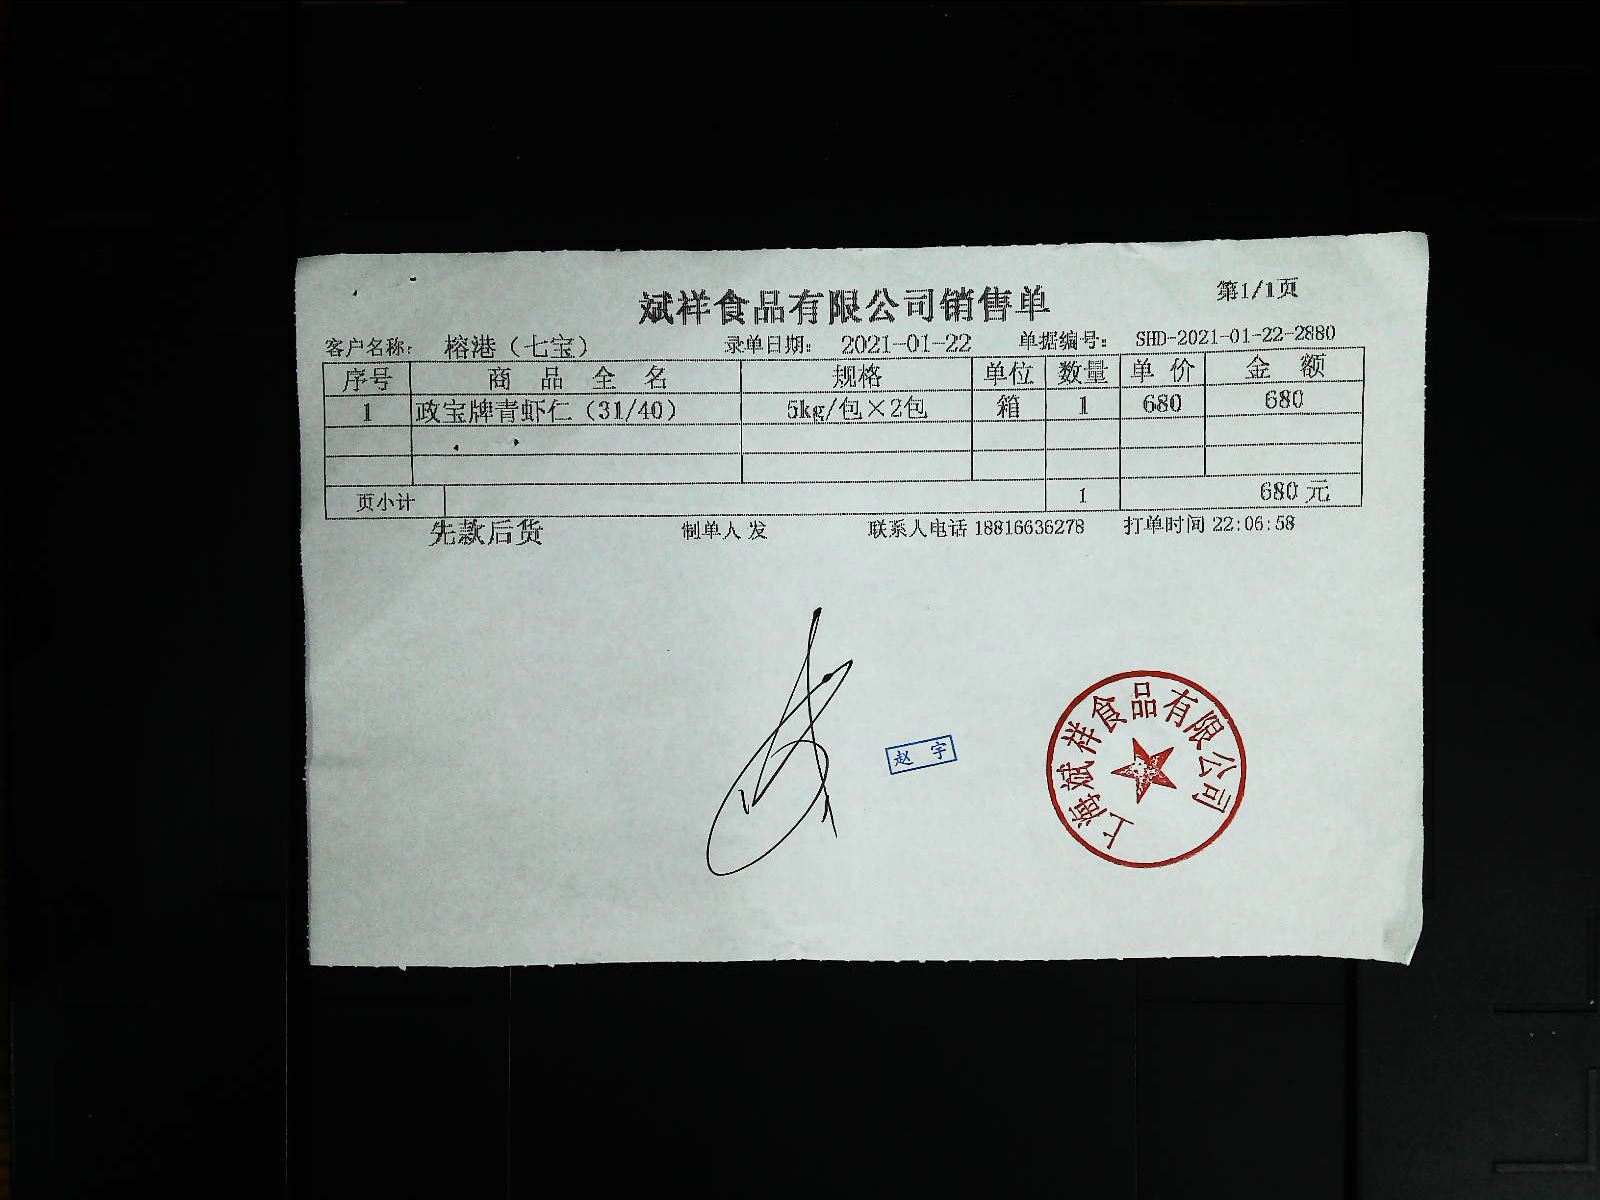 斌祥食品有限公司销售单
第1/1页
客户名称: 榕港（七宝） 录单日期: 2021-01-22 单据编号: SHD-2021-01-22-2880
序号 商 品 全 名 规格 单位 数量 单 价 金 额
1 政宝牌青虾仁（31/40） 5kg/包×2包 箱 1 680 680
页小计 1 680元
先款后货 制单人 发 联系人电话 18816636278 打单时间 22:06:58
赵 宇
上海斌祥食品有限公司